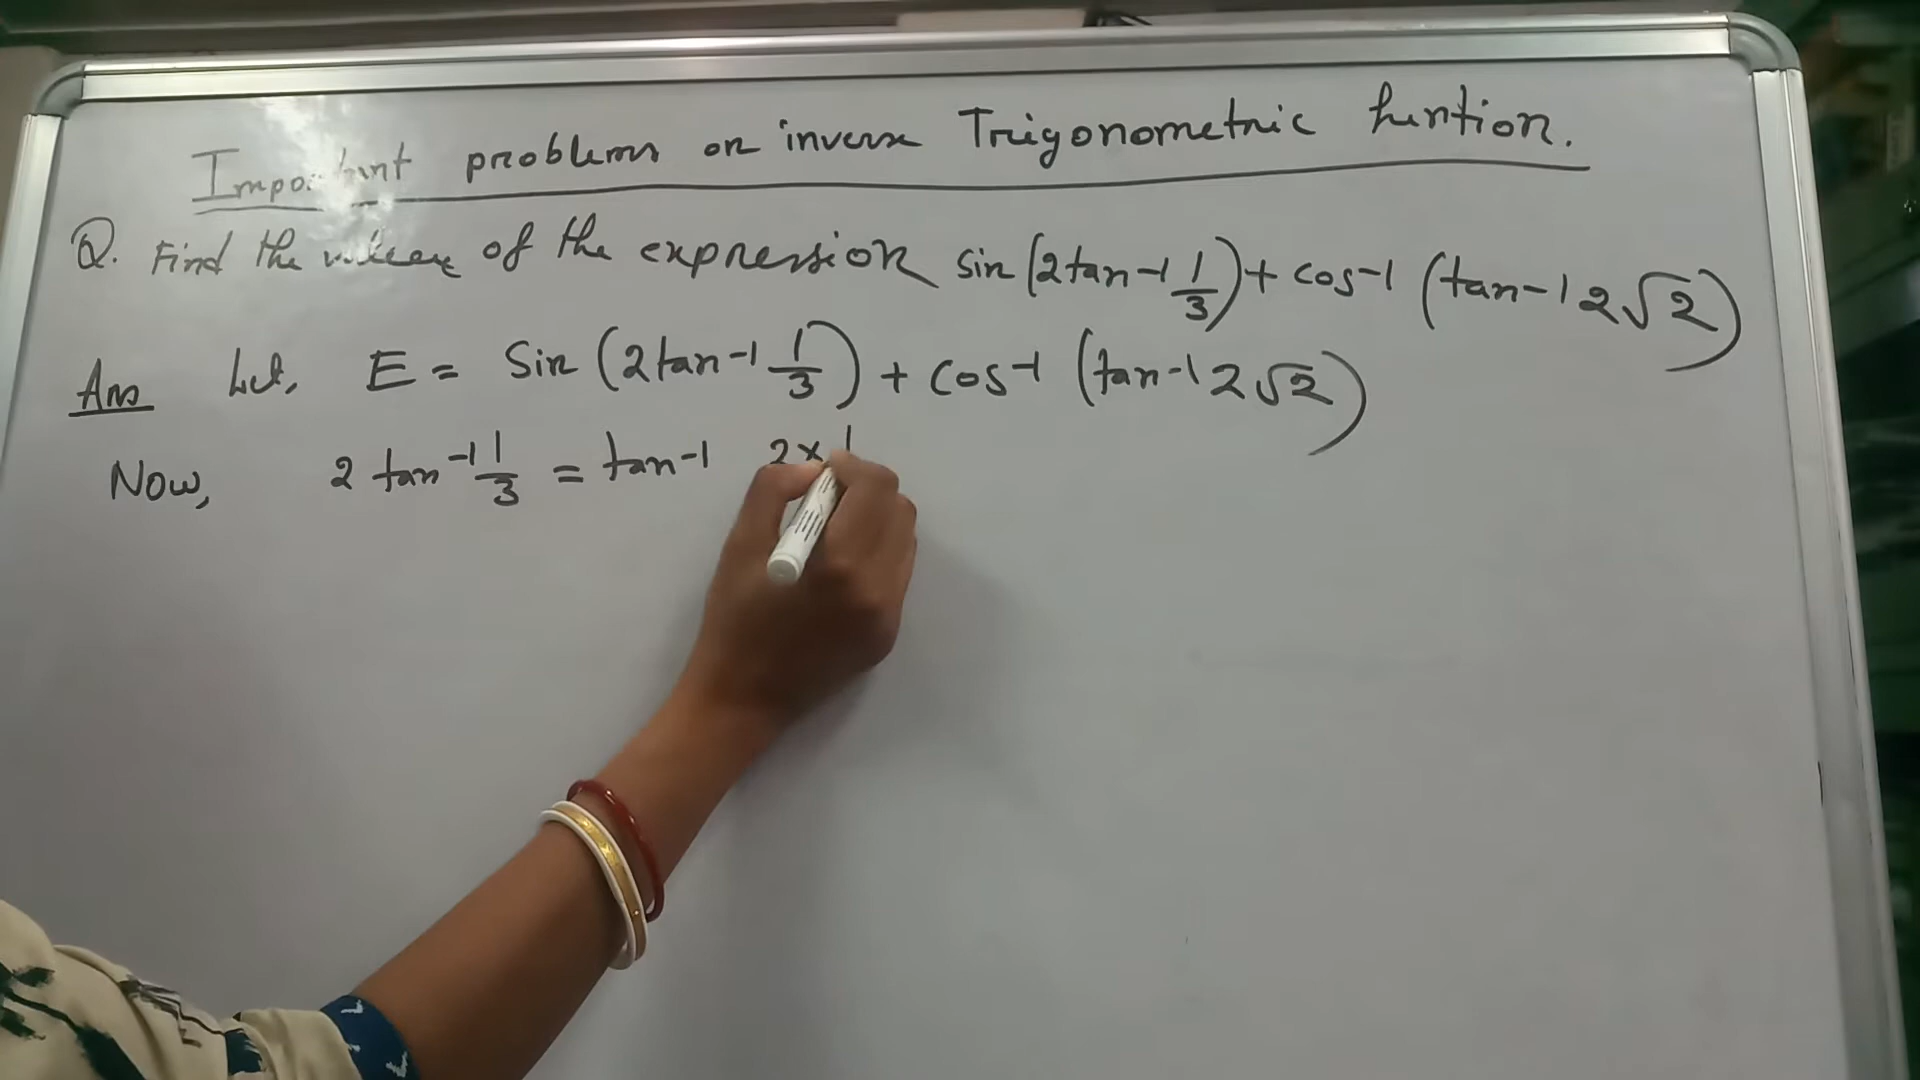 Important problems on inverse Trigonometric funtion.
Q. Find the value of the expression sin(2tan-1 1/3) + cos-1 (tan-1 2√2)
Ans Let, E = Sin (2tan-1 1/3) + cos-1 (tan-1 2√2)
Now, 2 tan-1 1/3 = tan-1 2×1